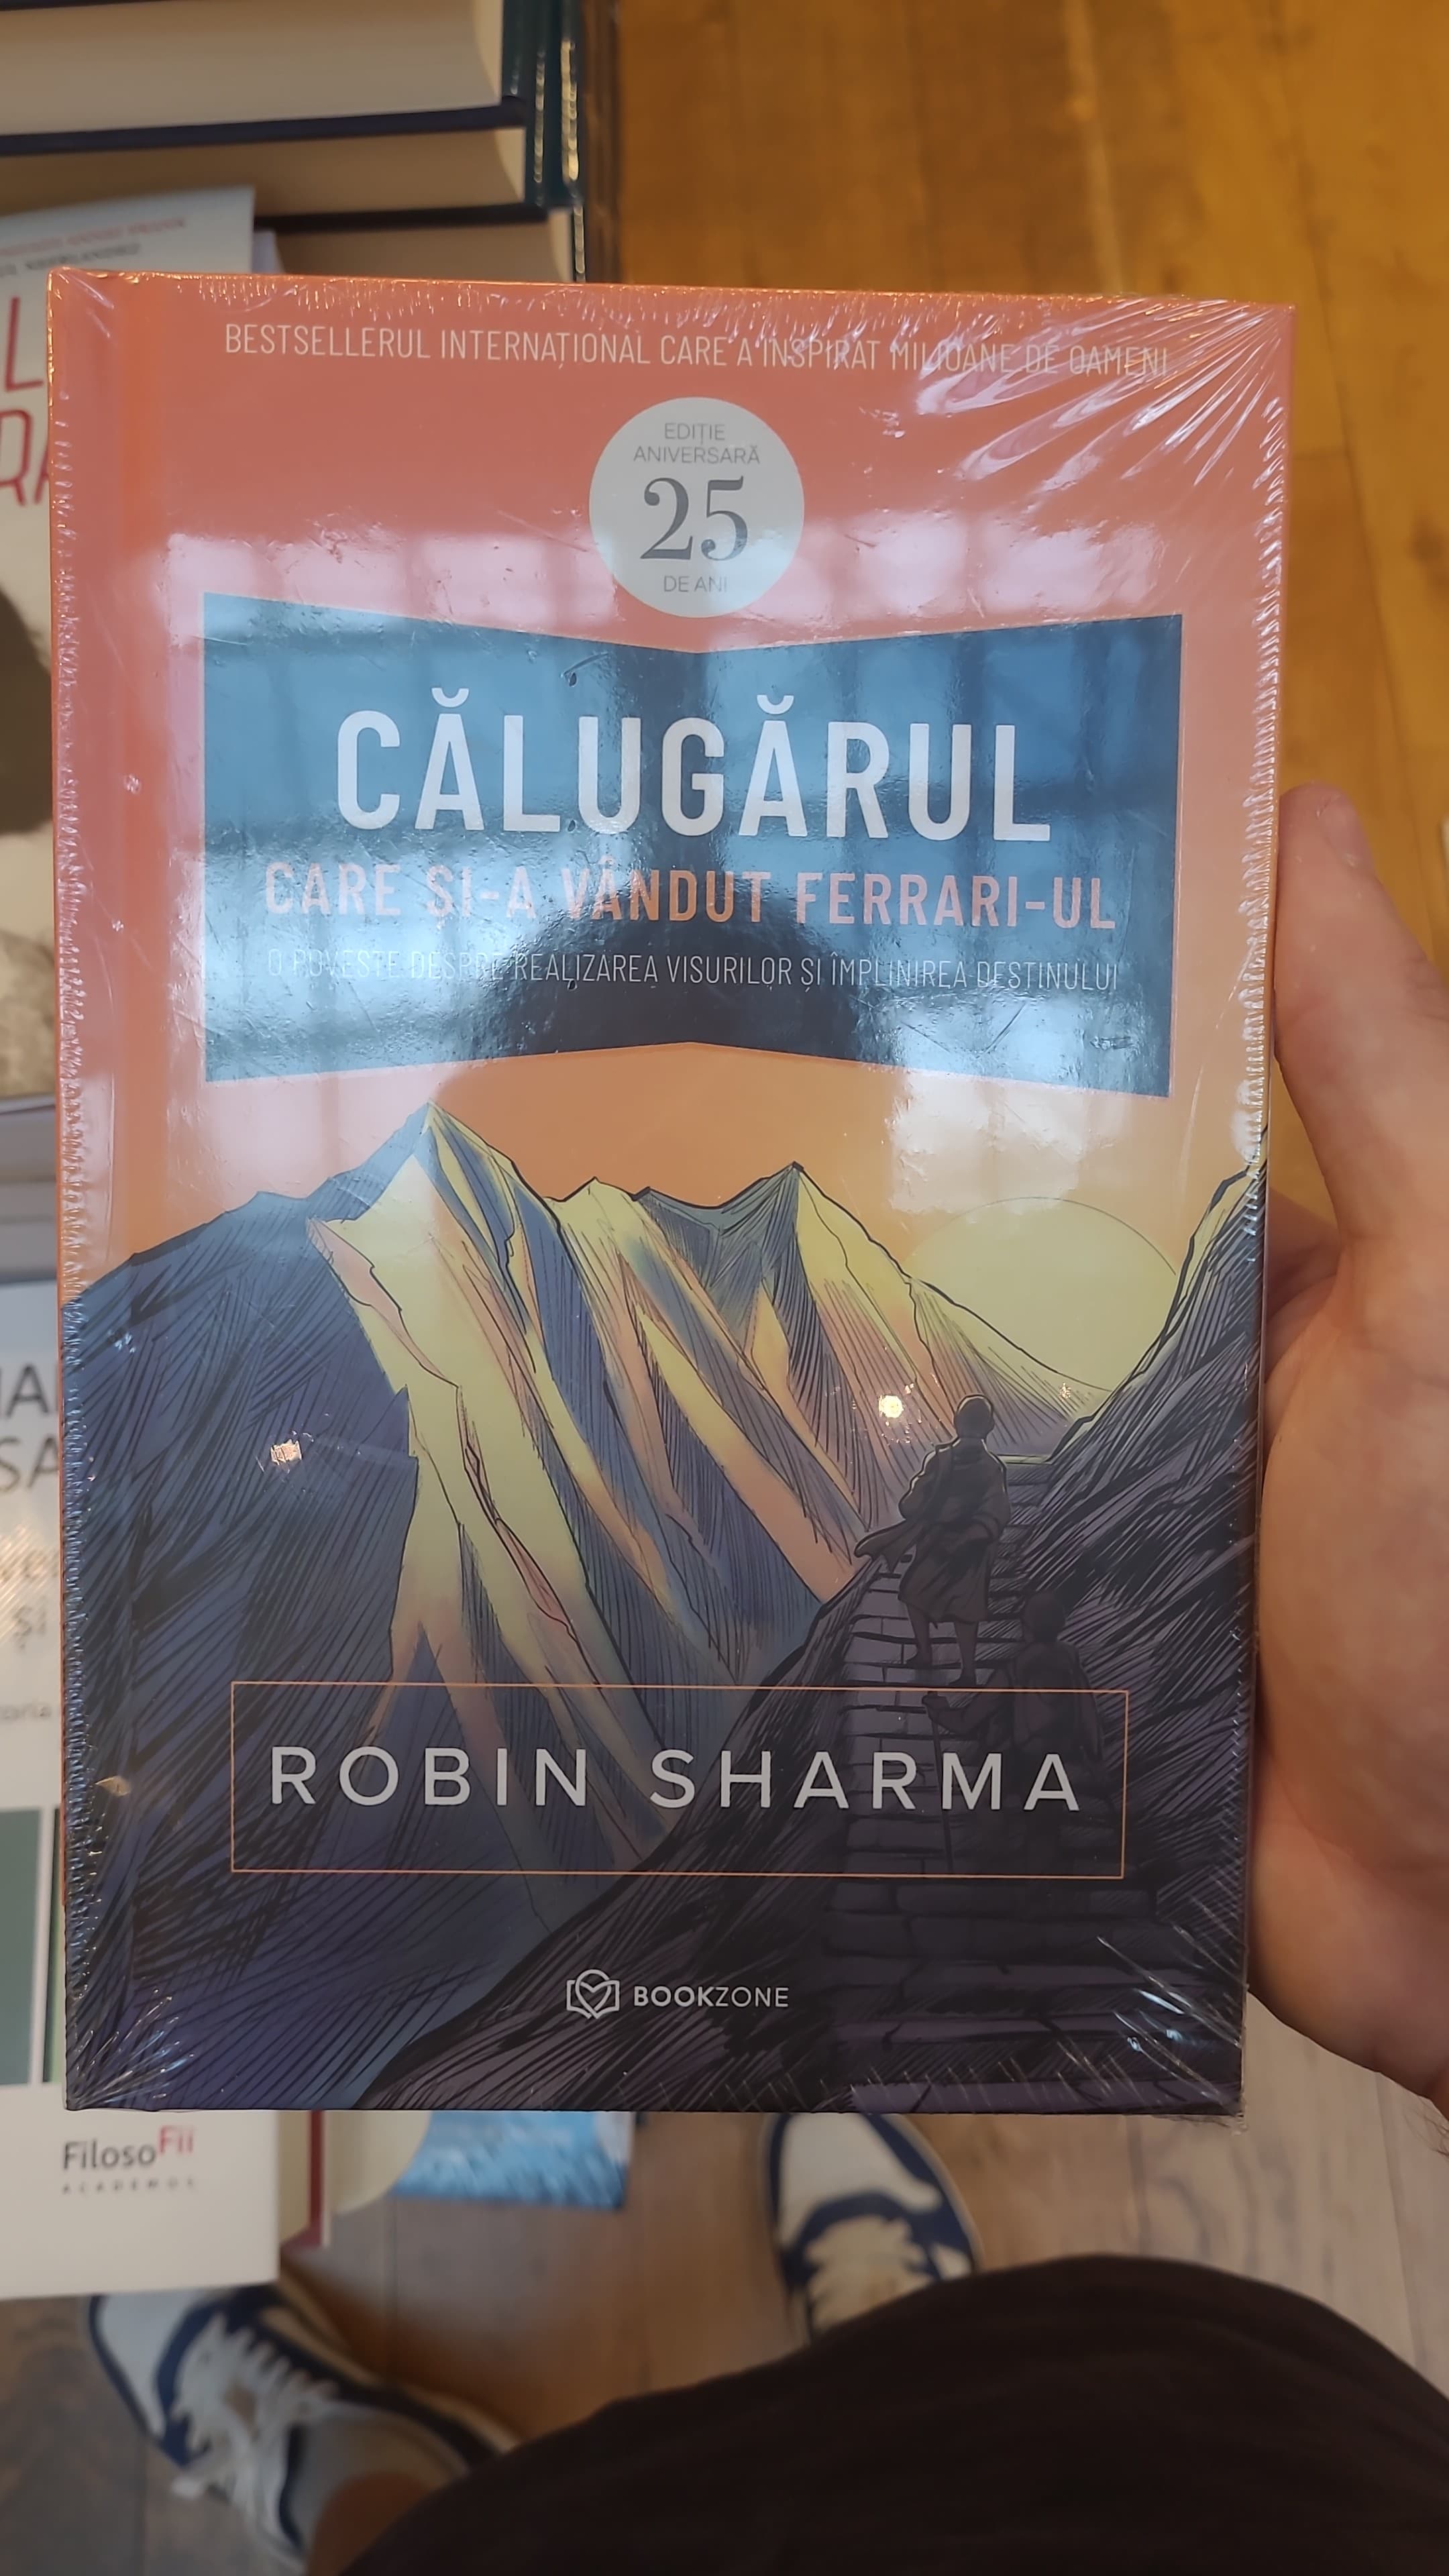 BESTSELLERUL INTERNAȚIONAL CARE A INSPIRAT MILIOANE DE OAMENI
EDIȚIE
ANIVERSARĂ
25
DE ANI
CĂLUGĂRUL
CARE ȘI-A VÂNDUT FERRARI-UL
O POVESTE DESPRE REALIZAREA VISURILOR ȘI ÎMPLINIREA DESTINULUI
ROBIN SHARMA
BOOKZONE
FilosoFii
ACADEMOS